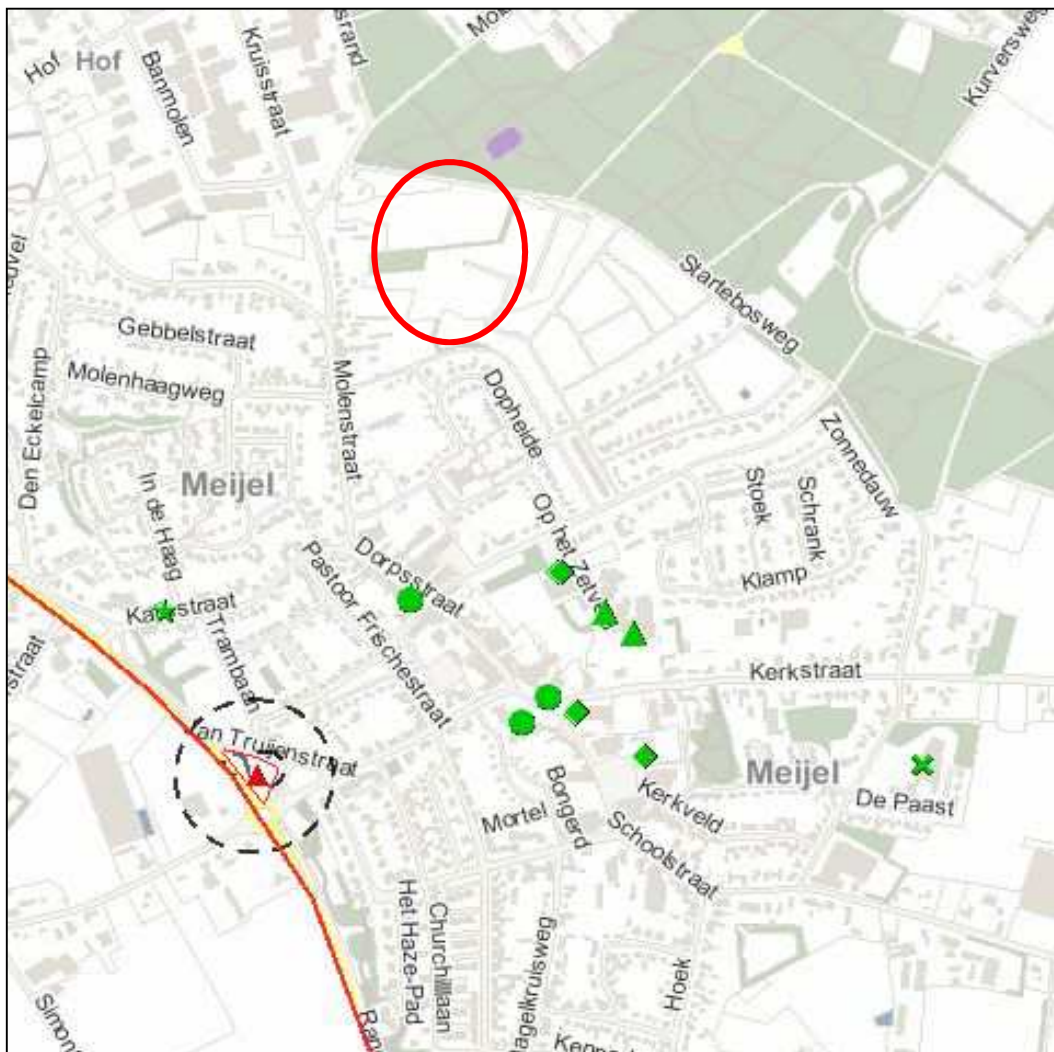 Hof
Hof
Banmolen
Kruisstraat
Kurversweg
Startebosweg
Gebbelstraat
Molenhaagweg
Molenstraat
Den Eckelcamp
Dopheide
Zonnedauw
Meijel
In de Haag
Stoek
Schrank
Klamp
Op het Zelve
Dorpsstraat
Pastoor Frischestraat
Trambaan
Kerkstraat
Meijel
De Paast
Kerkveld
Bongerd
Mortel
Schoolstraat
Het Haze-Pad
Churchilllaan
Hoek